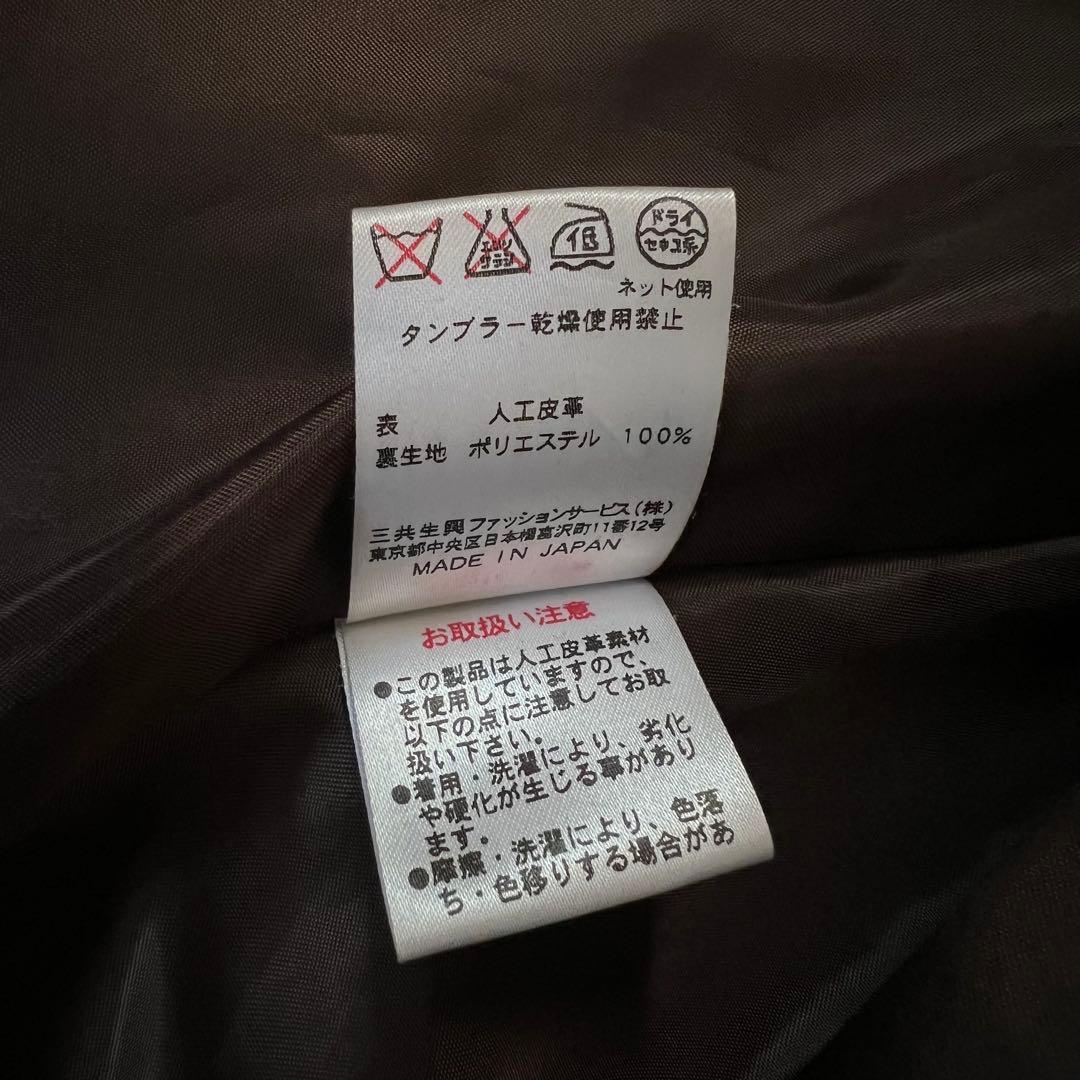 エンソ
サラシ
低
ドライ
セキユ系
ネット使用
タンブラー乾燥使用禁止
表 人工皮革
裏生地 ポリエステル 100%
三共生興ファッションサービス(株)
東京都中央区日本橋富沢町11番12号
MADE IN JAPAN
お取扱い注意
●この製品は人工皮革素材
を使用していますので、
以下の点に注意してお取
扱い下さい。
●着用・洗濯により、劣化
や硬化が生じる事があり
ます。
●摩擦・洗濯により、色落
ち・色移りする場合があ